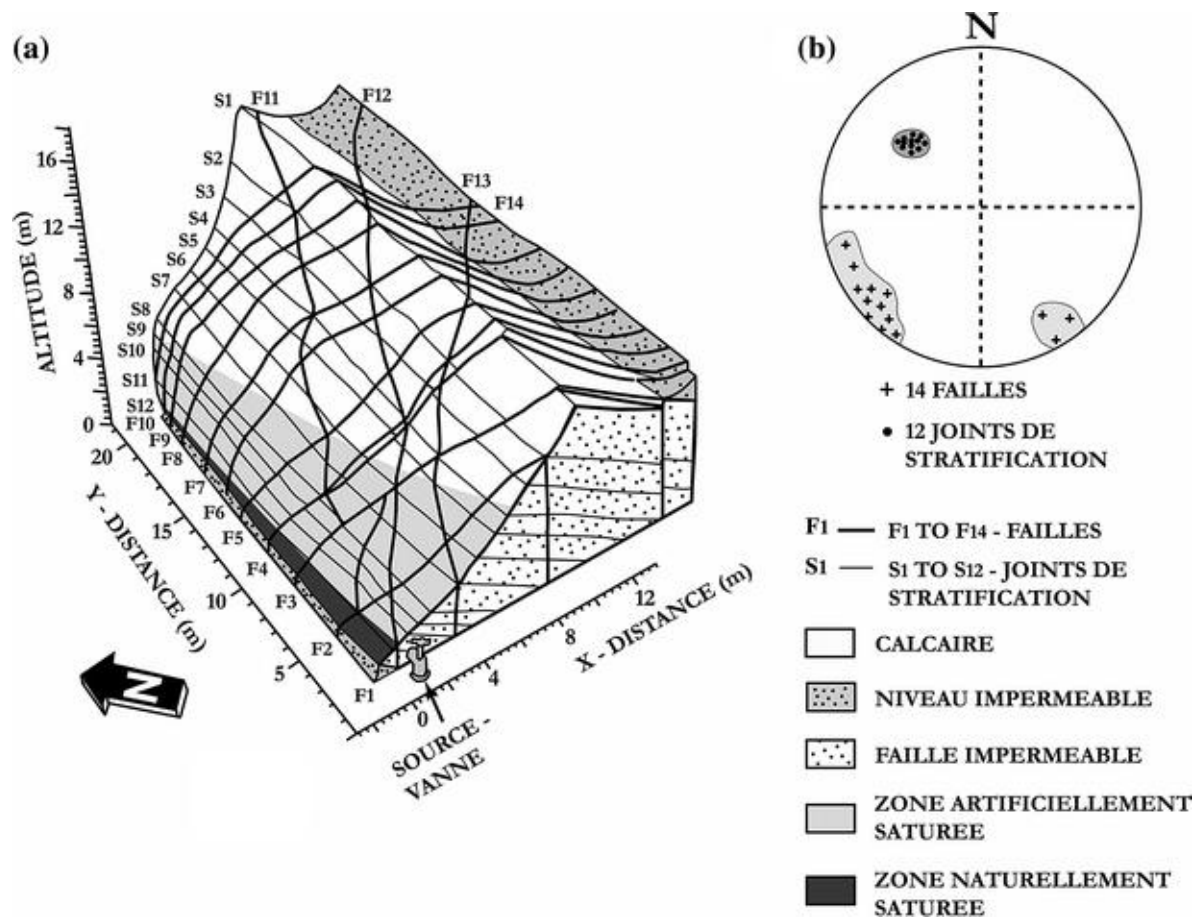 (a)
S1
F11
F12
S2
S3
F13
F14
S4
S5
S6
S7
S8
S9
S10
S11
S12
F10
F9
F8
F7
F6
F5
F4
F3
F2
F1
16
12
8
4
0
ALTITUDE (m)
20
15
10
5
Y - DISTANCE (m)
0
4
8
12
X - DISTANCE (m)
SOURCE -
VANNE
N
(b)
N
+ 14 FAILLES
• 12 JOINTS DE
STRATIFICATION
F1 F1 TO F14 - FAILLES
S1 S1 TO S12 - JOINTS DE
STRATIFICATION
CALCAIRE
NIVEAU IMPERMEABLE
FAILLE IMPERMEABLE
ZONE ARTIFICIELLEMENT
SATUREE
ZONE NATURELLEMENT
SATUREE